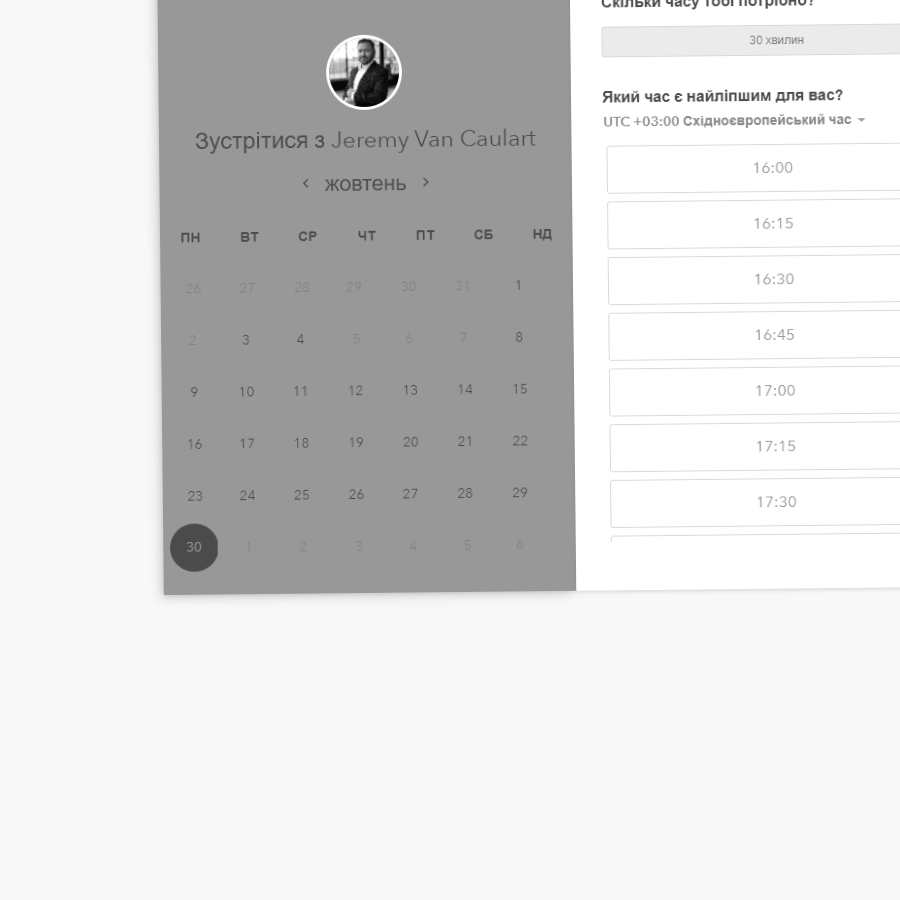 Зустрітися з Jeremy Van Caulart
‹ жовтень ›
ПН ВТ СР ЧТ ПТ СБ НД
26 27 28 29 30 31 1
2 3 4 5 6 7 8
9 10 11 12 13 14 15
16 17 18 19 20 21 22
23 24 25 26 27 28 29
30 1 2 3 4 5 6
Скільки часу тобі потрібно?
30 хвилин
Який час є найліпшим для вас?
UTC +03:00 Східноєвропейський час
16:00
16:15
16:30
16:45
17:00
17:15
17:30